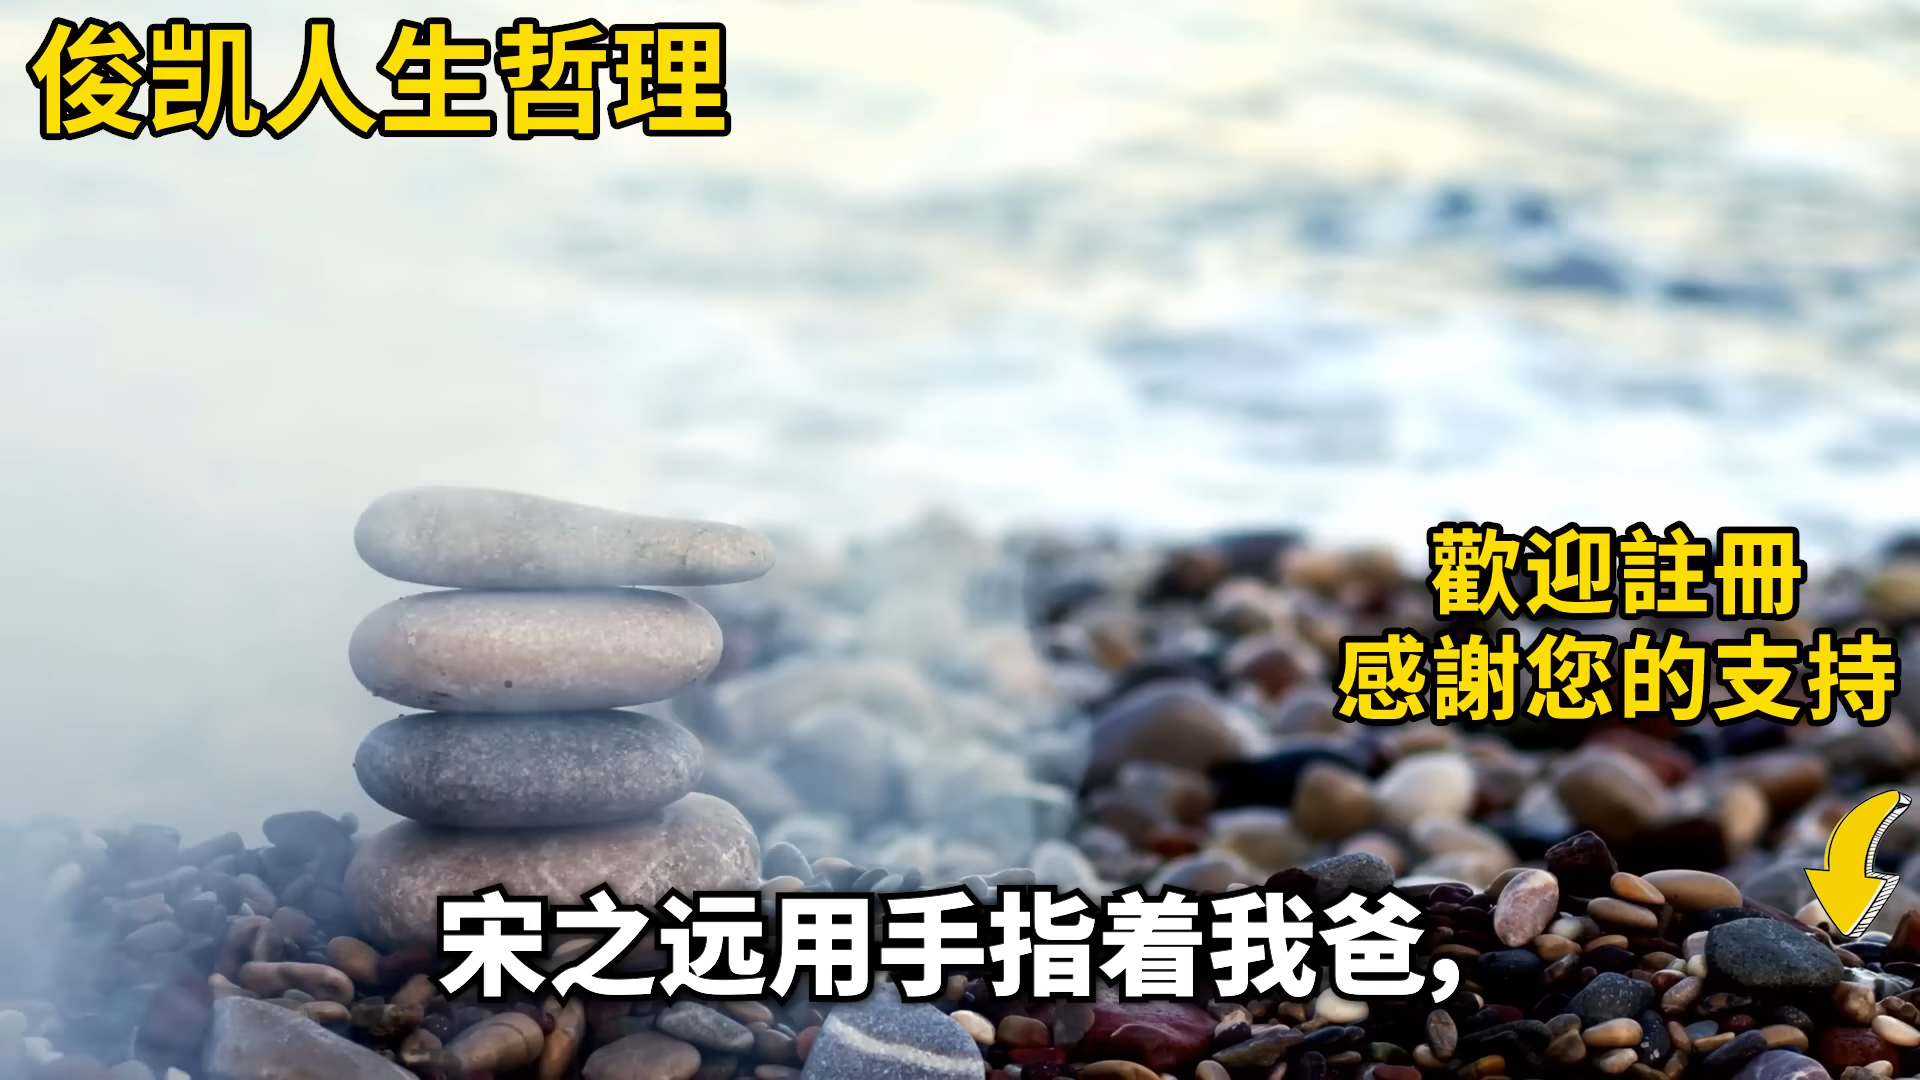 俊凯人生哲理
歡迎註冊
感謝您的支持
宋之远用手指着我爸,